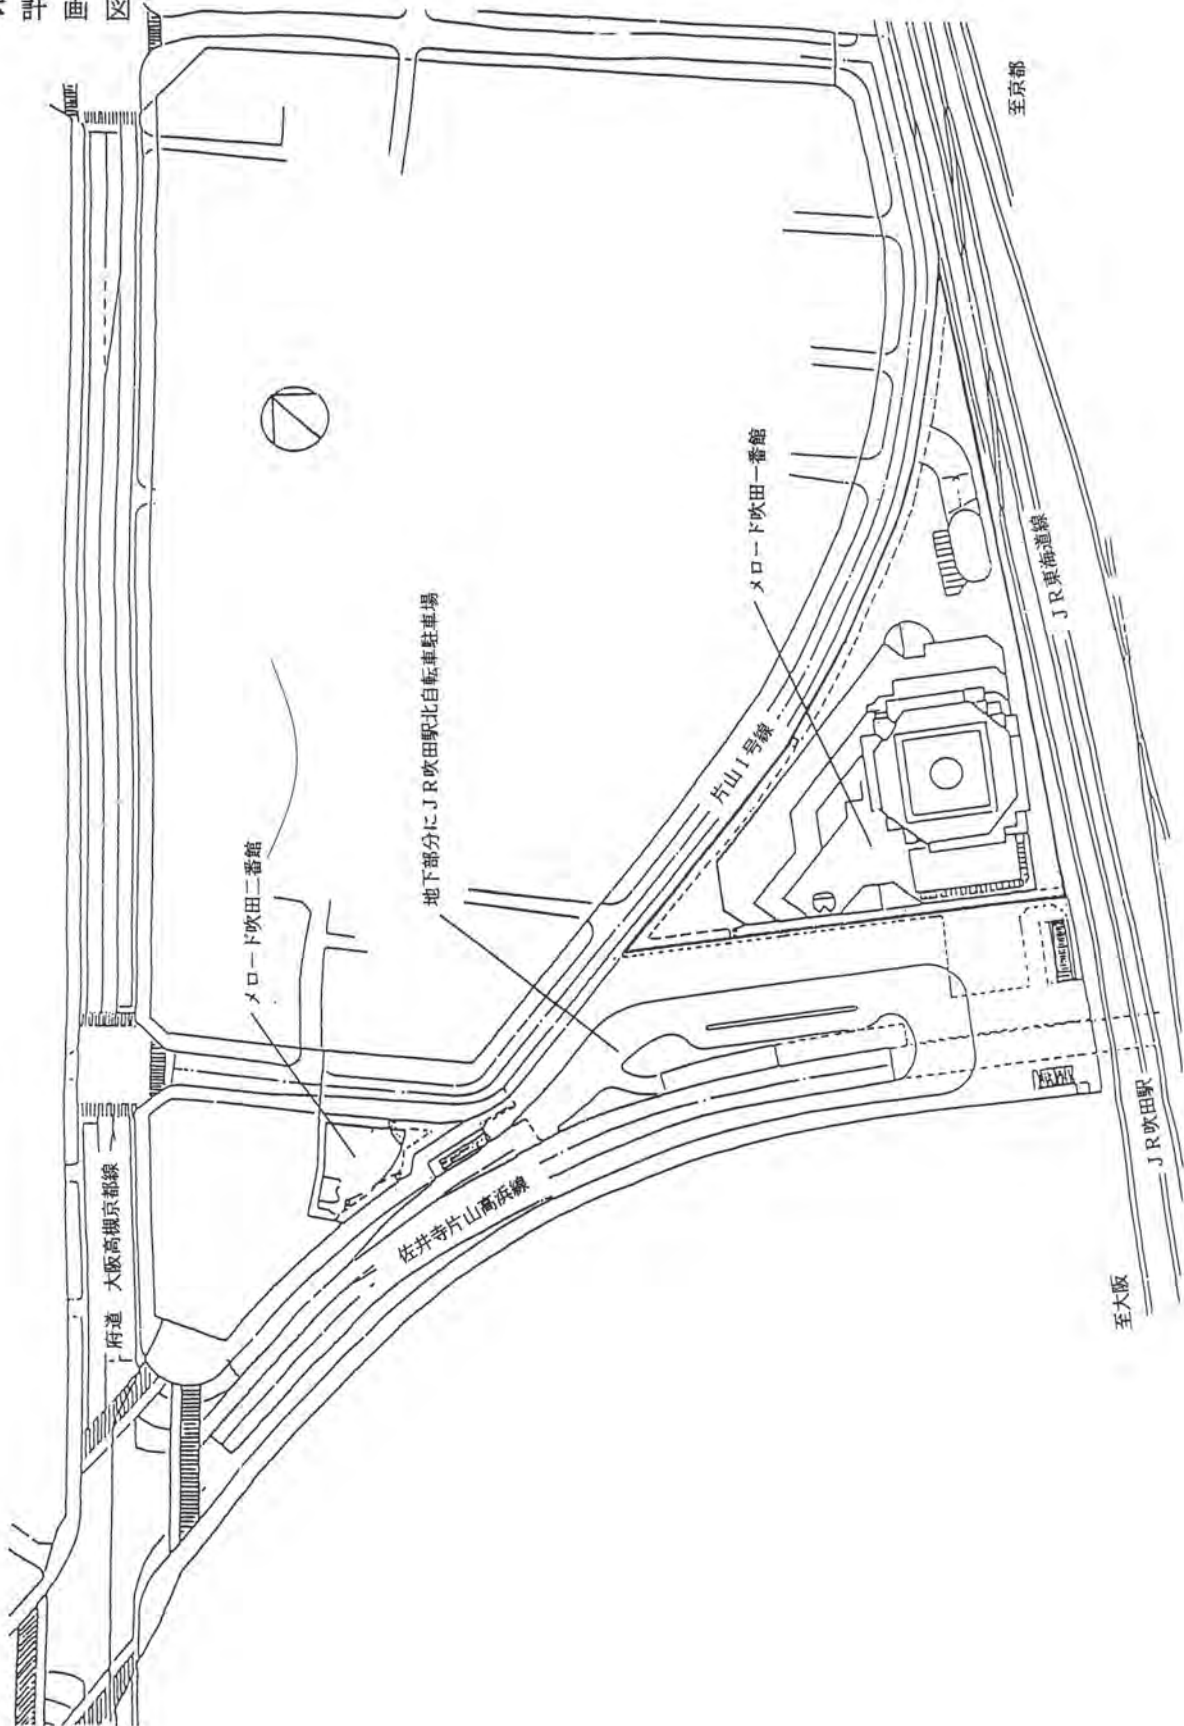 計画図
至京都
メロード吹田一番館
JR東海道線
地下部分にJR吹田駅北自転車駐車場
片山1号線
メロード吹田二番館
佐井寺片山高浜線
府道 大阪高槻京都線
JR吹田駅
至大阪